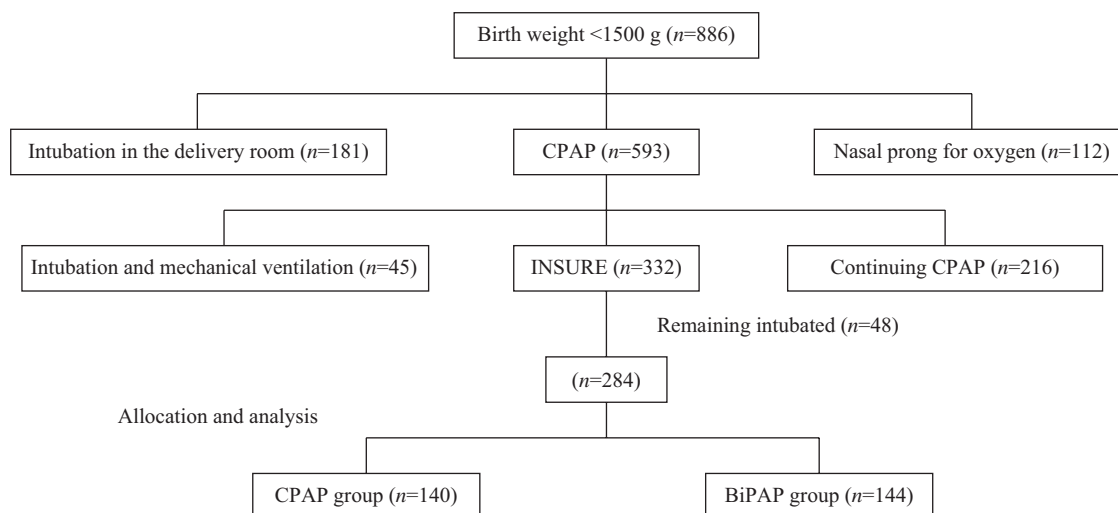 Birth weight <1500 g (n=886)
Intubation in the delivery room (n=181)
CPAP (n=593)
Nasal prong for oxygen (n=112)
Intubation and mechanical ventilation (n=45)
INSURE (n=332)
Continuing CPAP (n=216)
Remaining intubated (n=48)
(n=284)
Allocation and analysis
CPAP group (n=140)
BiPAP group (n=144)